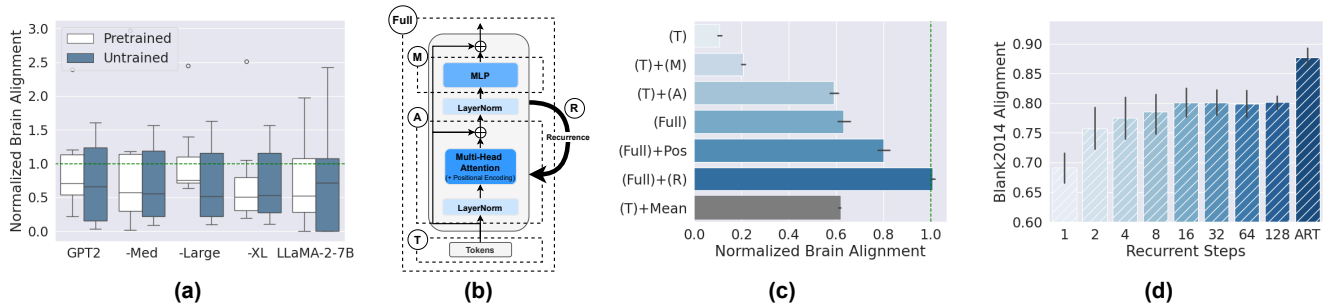 Normalized Brain Alignment
3.0
2.5
2.0
1.5
1.0
0.5
0.0
Pretrained
Untrained
GPT2
-Med
-Large
-XL
LLaMA-2-7B
(a)
Full
M
MLP
LayerNorm
R
Recurrence
A
Multi-Head
Attention
(+ Positional Encoding)
LayerNorm
T
Tokens
(b)
(T)
(T)+(M)
(T)+(A)
(Full)
(Full)+Pos
(Full)+(R)
(T)+Mean
0.0 0.2 0.4 0.6 0.8 1.0
Normalized Brain Alignment
(c)
Blank2014 Alignment
0.90
0.85
0.80
0.75
0.70
0.65
0.60
1 2 4 8 16 32 64 128 ART
Recurrent Steps
(d)